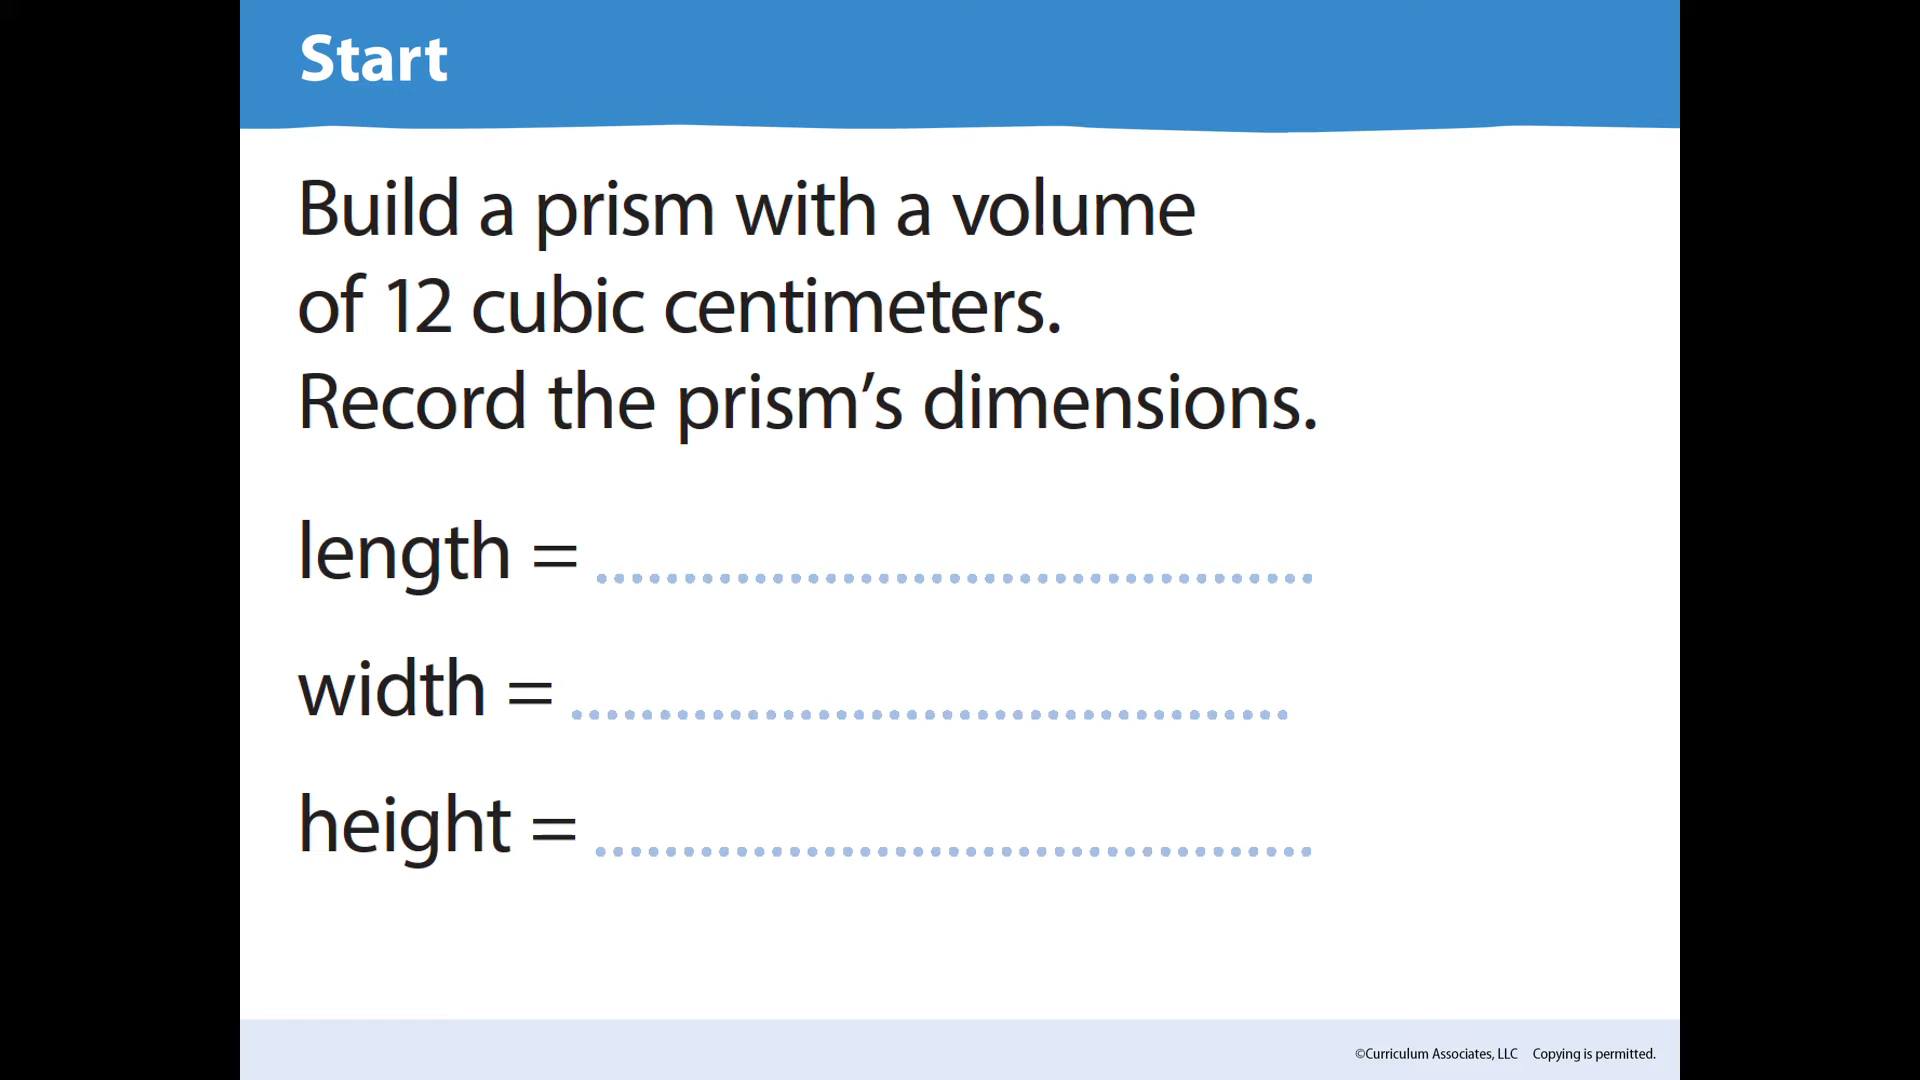 Start
Build a prism with a volume
of 12 cubic centimeters.
Record the prism’s dimensions.
length =
width =
height =
©Curriculum Associates, LLC Copying is permitted.